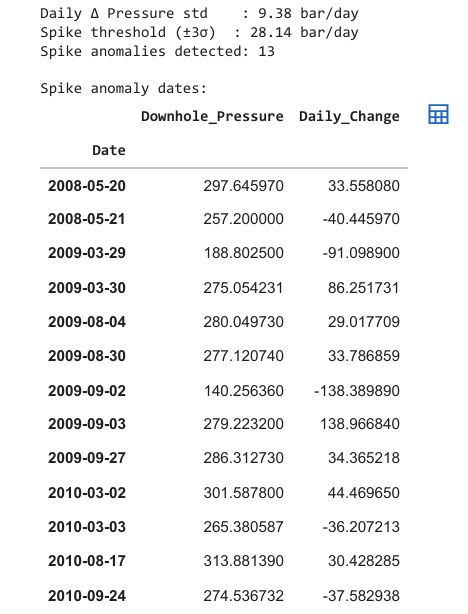 Daily Δ Pressure std    : 9.38 bar/day
Spike threshold (±3σ)  : 28.14 bar/day
Spike anomalies detected: 13
Spike anomaly dates:
Downhole_Pressure Daily_Change
Date
2008-05-20 297.645970 33.558080
2008-05-21 257.200000 -40.445970
2009-03-29 188.802500 -91.098900
2009-03-30 275.054231 86.251731
2009-08-04 280.049730 29.017709
2009-08-30 277.120740 33.786859
2009-09-02 140.256360 -138.389890
2009-09-03 279.223200 138.966840
2009-09-27 286.312730 34.365218
2010-03-02 301.587800 44.469650
2010-03-03 265.380587 -36.207213
2010-08-17 313.881390 30.428285
2010-09-24 274.536732 -37.582938